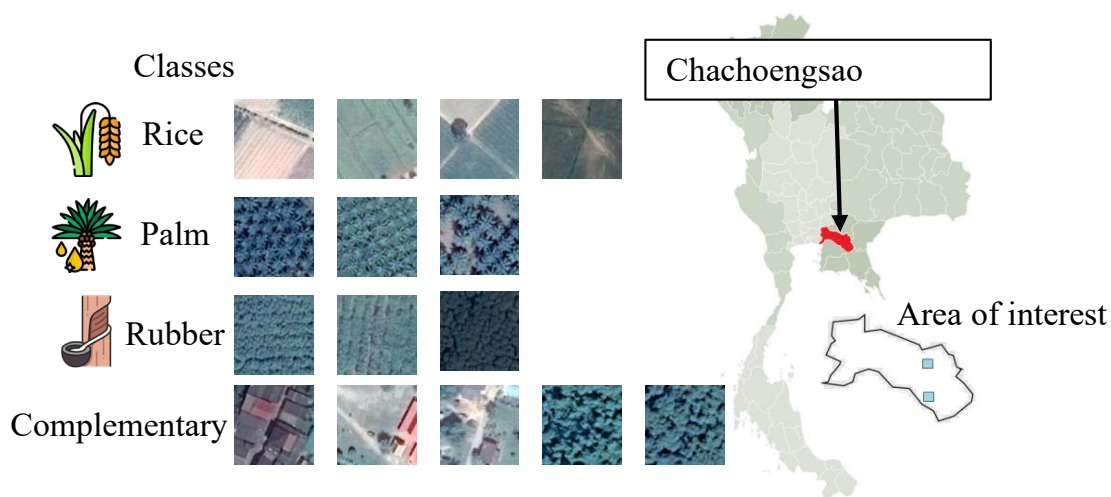 Classes
Chachoengsao
Rice
Palm
Rubber
Area of interest
Complementary